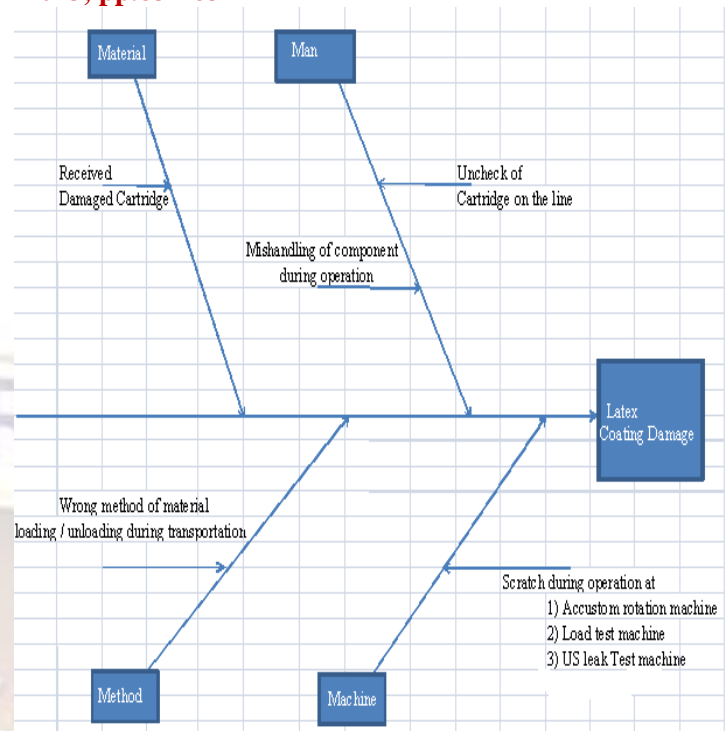 Material
Man
Received
Damaged Cartridge
Uncheck of
Cartridge on the line
Mishandling of component
during operation
Latex
Coating Damage
Wrong method of material
loading / unloading during transportation
Scratch during operation at
1) Accustom rotation machine
2) Load test machine
3) US leak Test machine
Method
Machine